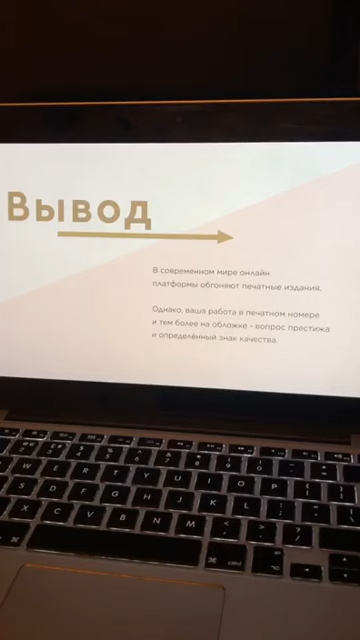 Вывод
В современном мире онлайн
платформы обгоняют печатные издания.
Однако, ваша работа в печатном номере
и тем более на обложке - вопрос престижа
и определённый знак качества.
W E R T Y U I O P
S D F G H J K L
X C V B N M